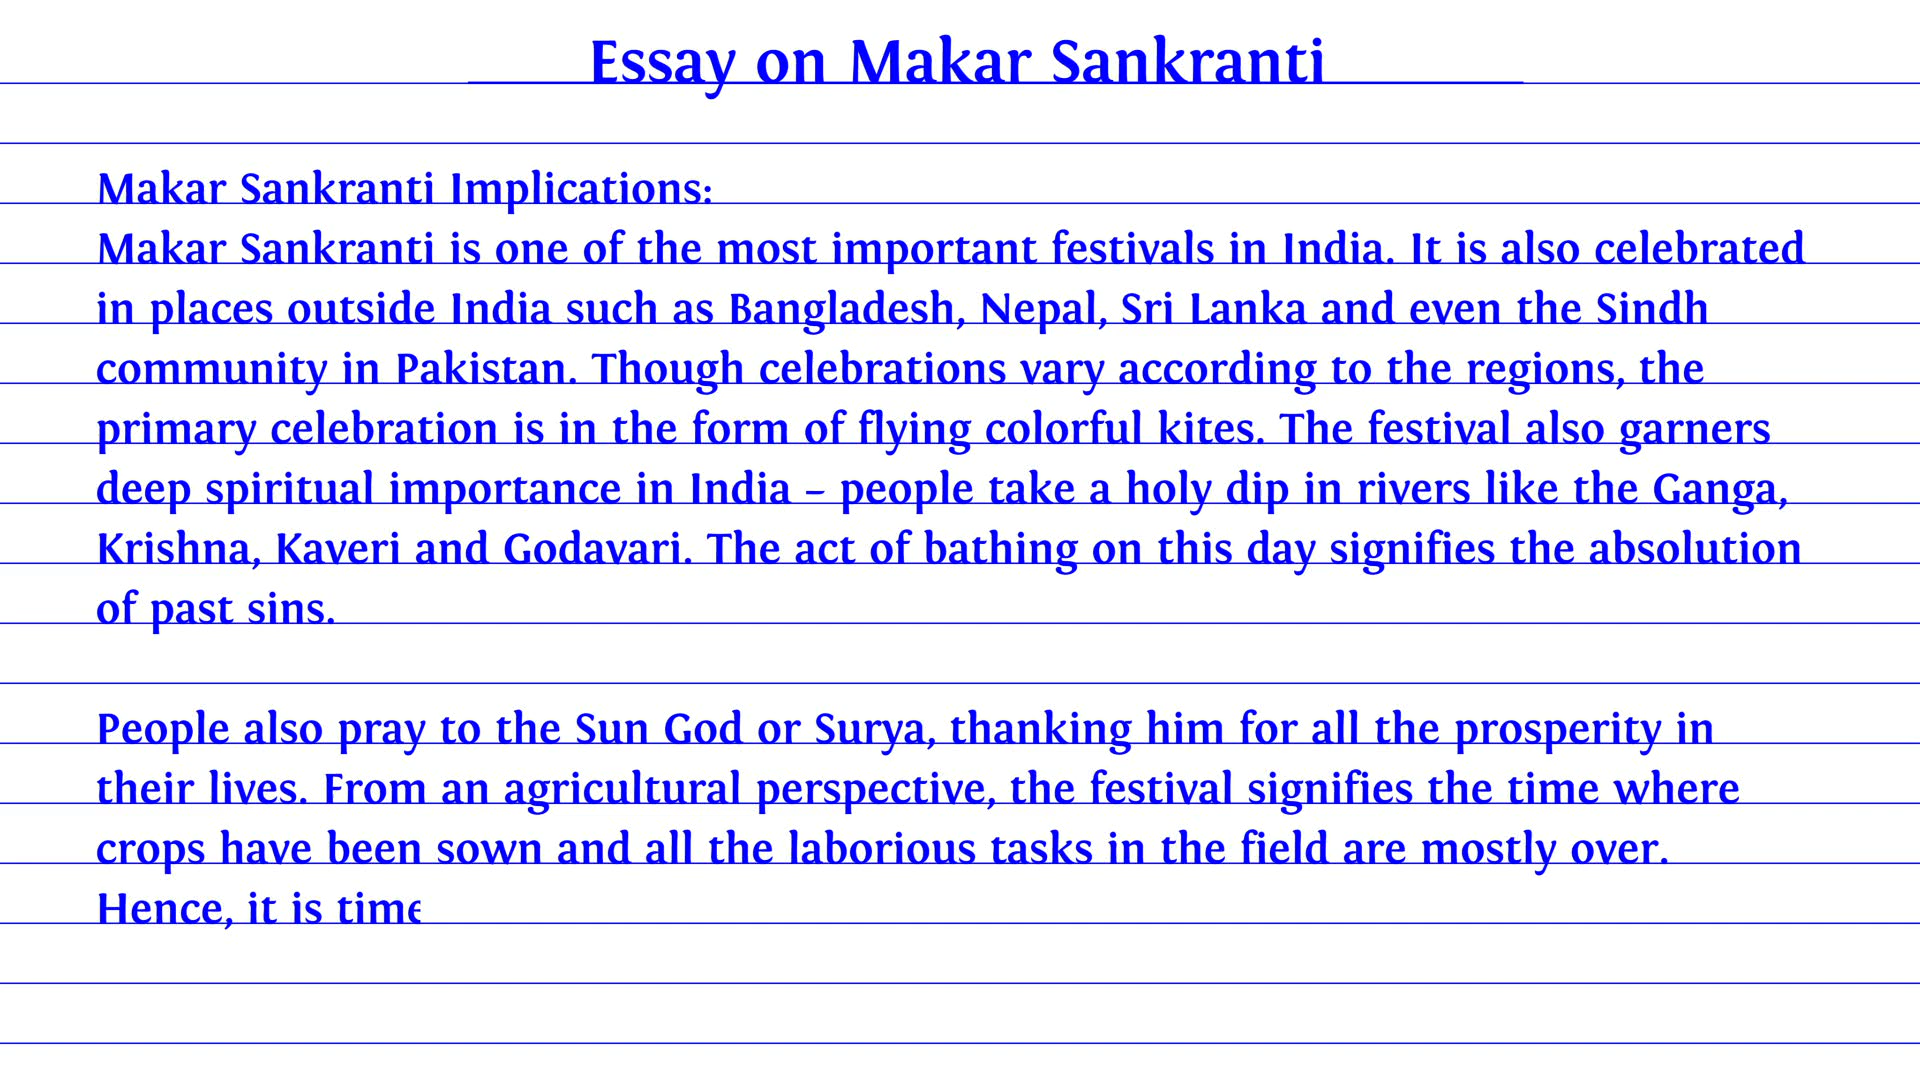 Essay on Makar Sankranti
Makar Sankranti Implications:
Makar Sankranti is one of the most important festivals in India. It is also celebrated
in places outside India such as Bangladesh, Nepal, Sri Lanka and even the Sindh
community in Pakistan. Though celebrations vary according to the regions, the
primary celebration is in the form of flying colorful kites. The festival also garners
deep spiritual importance in India – people take a holy dip in rivers like the Ganga,
Krishna, Kaveri and Godavari. The act of bathing on this day signifies the absolution
of past sins.
People also pray to the Sun God or Surya, thanking him for all the prosperity in
their lives. From an agricultural perspective, the festival signifies the time where
crops have been sown and all the laborious tasks in the field are mostly over.
Hence, it is time